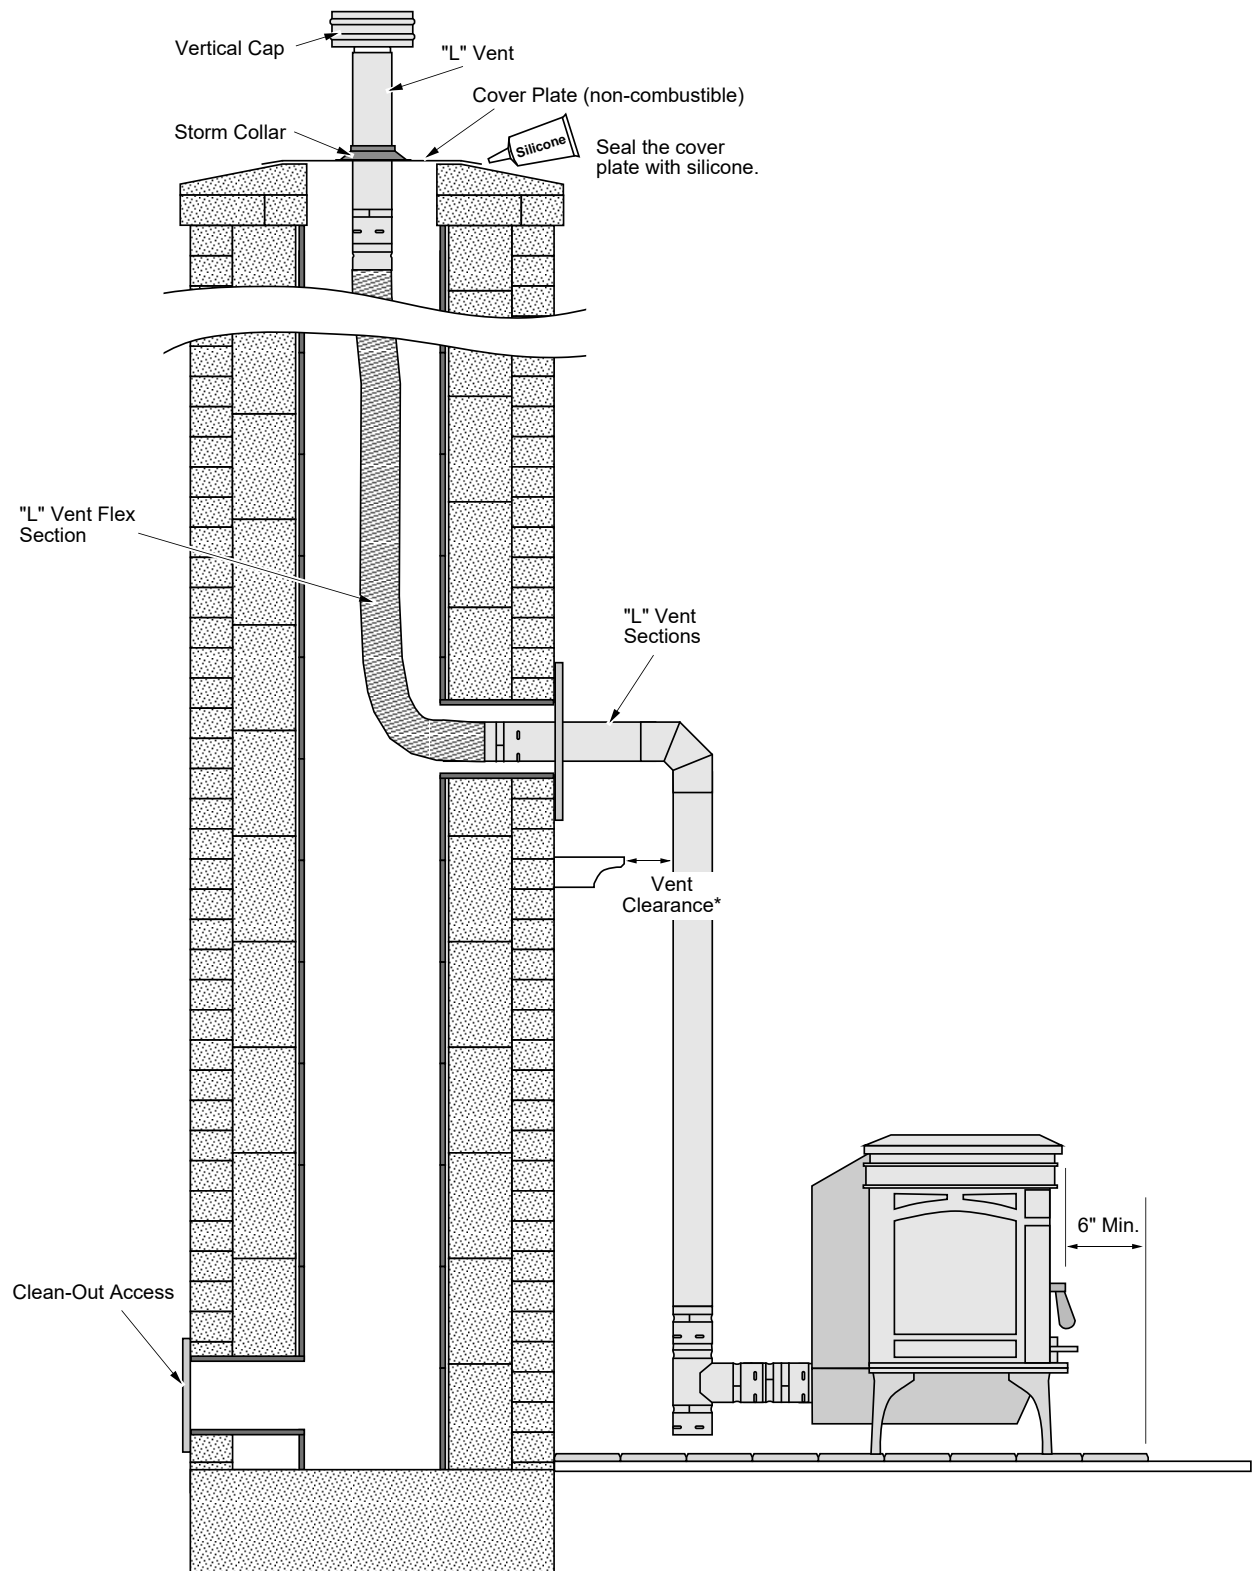 Vertical Cap
"L" Vent
Cover Plate (non-combustible)
Storm Collar
Silicone
Seal the cover
plate with silicone.
"L" Vent Flex
Section
"L" Vent
Sections
Vent
Clearance*
6" Min.
Clean-Out Access